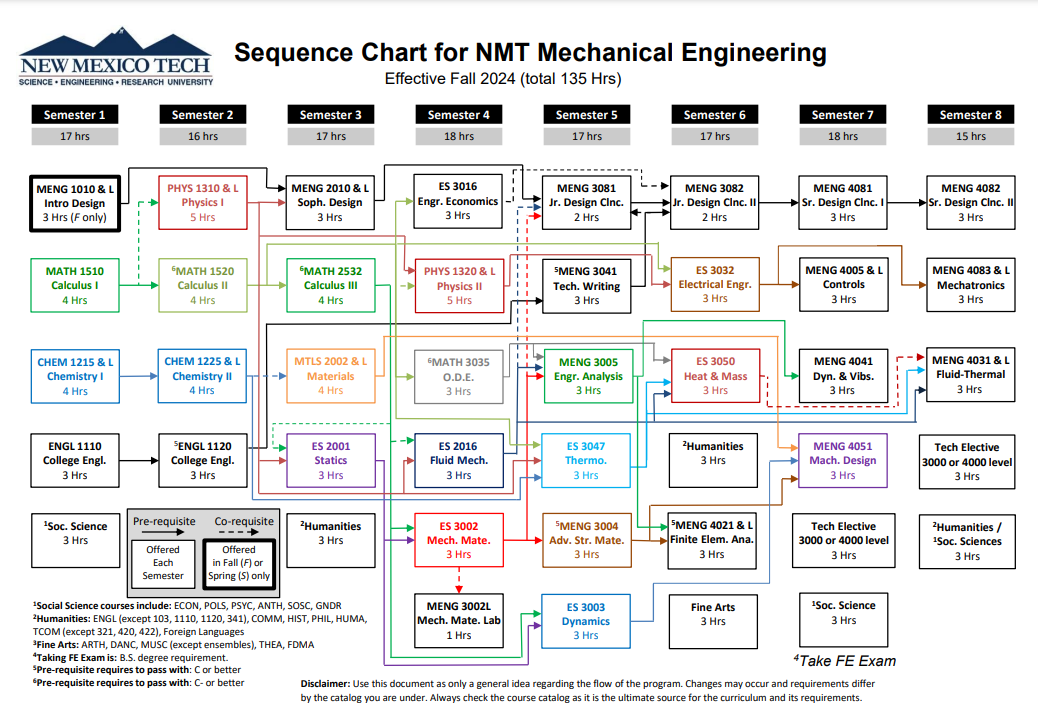 NEW MEXICO TECH
SCIENCE • ENGINEERING • RESEARCH UNIVERSITY
Sequence Chart for NMT Mechanical Engineering
Effective Fall 2024 (total 135 Hrs)
Semester 1
Semester 2
Semester 3
Semester 4
Semester 5
Semester 6
Semester 7
Semester 8
17 hrs
16 hrs
17 hrs
18 hrs
17 hrs
17 hrs
18 hrs
15 hrs
MENG 1010 & L
Intro Design
3 Hrs (F only)
PHYS 1310 & L
Physics I
5 Hrs
MENG 2010 & L
Soph. Design
3 Hrs
ES 3016
Engr. Economics
3 Hrs
MENG 3081
Jr. Design Clnc.
2 Hrs
MENG 3082
Jr. Design Clnc. II
2 Hrs
MENG 4081
Sr. Design Clnc. I
3 Hrs
MENG 4082
Sr. Design Clnc. II
3 Hrs
MATH 1510
Calculus I
4 Hrs
⁶MATH 1520
Calculus II
4 Hrs
⁶MATH 2532
Calculus III
4 Hrs
PHYS 1320 & L
Physics II
5 Hrs
⁵MENG 3041
Tech. Writing
3 Hrs
ES 3032
Electrical Engr.
3 Hrs
MENG 4005 & L
Controls
3 Hrs
MENG 4083 & L
Mechatronics
3 Hrs
CHEM 1215 & L
Chemistry I
4 Hrs
CHEM 1225 & L
Chemistry II
4 Hrs
MTLS 2002 & L
Materials
4 Hrs
⁶MATH 3035
O.D.E.
3 Hrs
MENG 3005
Engr. Analysis
3 Hrs
ES 3050
Heat & Mass
3 Hrs
MENG 4041
Dyn. & Vibs.
3 Hrs
MENG 4031 & L
Fluid-Thermal
3 Hrs
ENGL 1110
College Engl.
3 Hrs
⁵ENGL 1120
College Engl.
3 Hrs
ES 2001
Statics
3 Hrs
ES 2016
Fluid Mech.
3 Hrs
ES 3047
Thermo.
3 Hrs
²Humanities
3 Hrs
MENG 4051
Mach. Design
3 Hrs
Tech Elective
3000 or 4000 level
3 Hrs
¹Soc. Science
3 Hrs
Pre-requisite
Co-requisite
Offered
Each
Semester
Offered
in Fall (F) or
Spring (S) only
²Humanities
3 Hrs
ES 3002
Mech. Mate.
3 Hrs
⁵MENG 3004
Adv. Str. Mate.
3 Hrs
⁵MENG 4021 & L
Finite Elem. Ana.
3 Hrs
Tech Elective
3000 or 4000 level
3 Hrs
²Humanities /
¹Soc. Sciences
3 Hrs
MENG 3002L
Mech. Mate. Lab
1 Hrs
ES 3003
Dynamics
3 Hrs
Fine Arts
3 Hrs
¹Soc. Science
3 Hrs
⁴Take FE Exam
¹Social Science courses include: ECON, POLS, PSYC, ANTH, SOSC, GNDR
²Humanities: ENGL (except 103, 1110, 1120, 341), COMM, HIST, PHIL, HUMA,
TCOM (except 321, 420, 422), Foreign Languages
³Fine Arts: ARTH, DANC, MUSC (except ensembles), THEA, FDMA
⁴Taking FE Exam is: B.S. degree requirement.
⁵Pre-requisite requires to pass with: C or better
⁶Pre-requisite requires to pass with: C- or better
Disclaimer: Use this document as only a general idea regarding the flow of the program. Changes may occur and requirements differ
by the catalog you are under. Always check the course catalog as it is the ultimate source for the curriculum and its requirements.